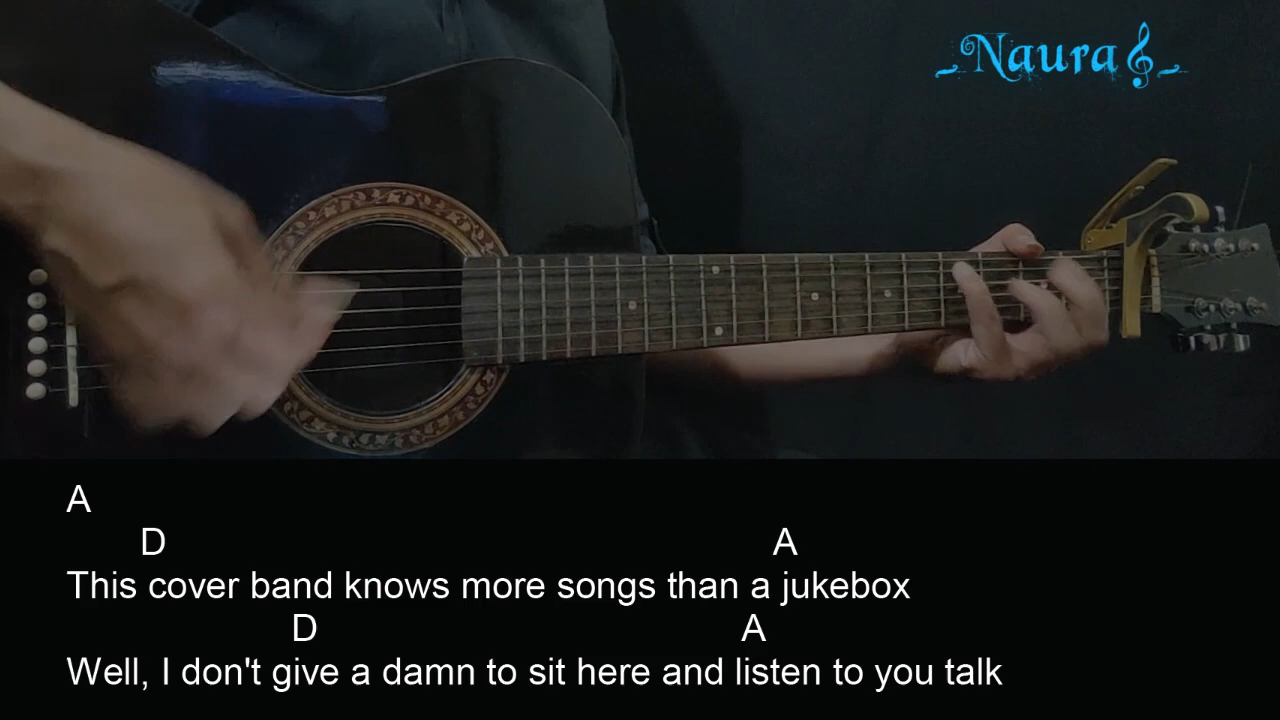 Naura
A
D A
This cover band knows more songs than a jukebox
D A
Well, I don't give a damn to sit here and listen to you talk